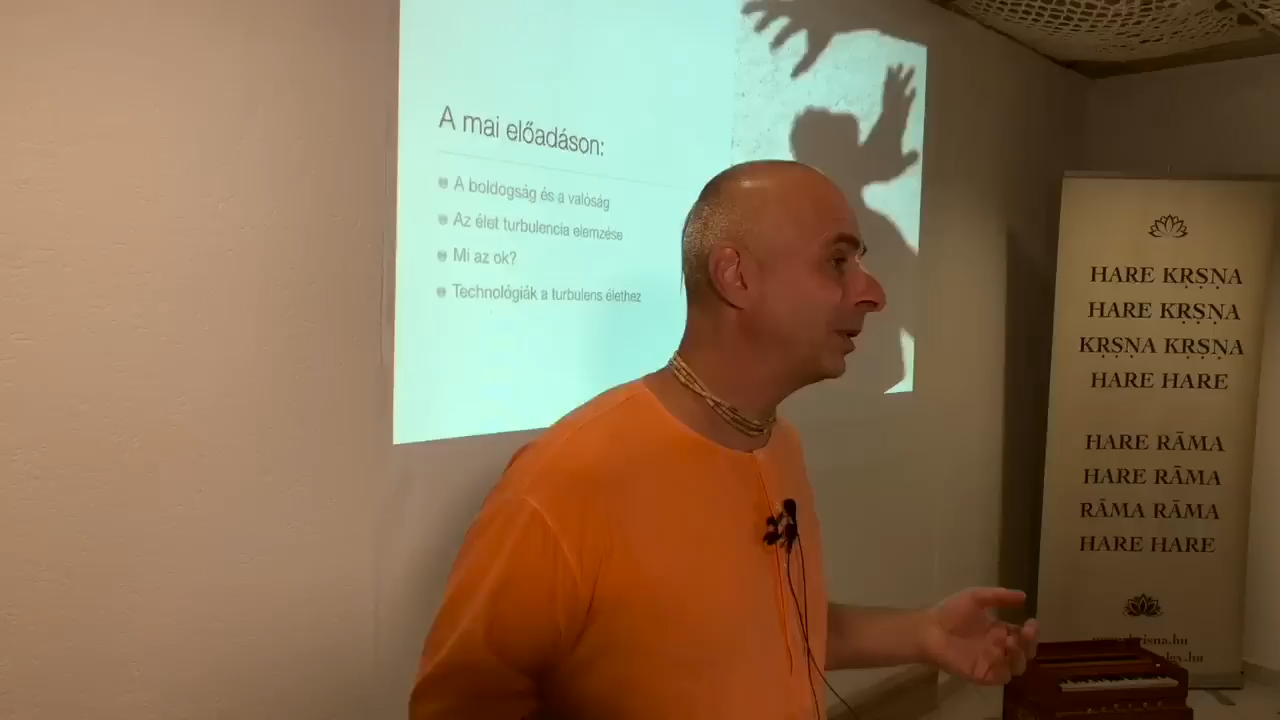 A mai előadáson:
A boldogság és a valóság
Az élet turbulencia elemzése
Mi az ok?
Technológiák a turbulens élethez
HARE KṚṢṆA
HARE KṚṢṆA
KṚṢṆA KṚṢṆA
HARE HARE
HARE RĀMA
HARE RĀMA
RĀMA RĀMA
HARE HARE